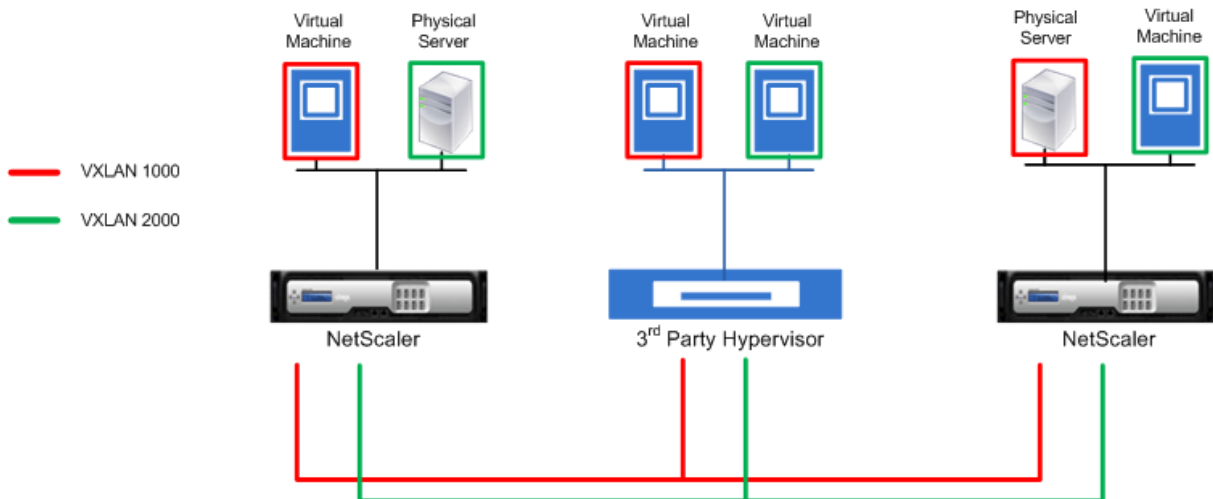 Virtual
Machine
Physical
Server
Virtual
Machine
Virtual
Machine
Physical
Server
Virtual
Machine
VXLAN 1000
VXLAN 2000
NetScaler
3rd Party Hypervisor
NetScaler